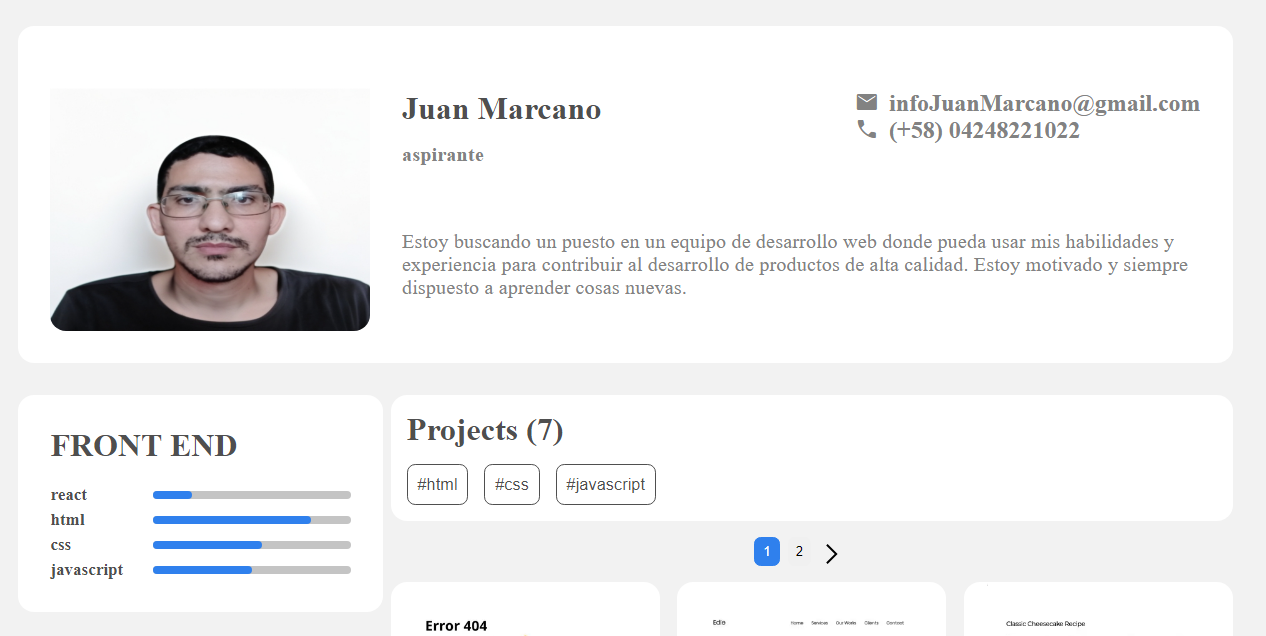 Juan Marcano
aspirante
infoJuanMarcano@gmail.com
(+58) 04248221022
Estoy buscando un puesto en un equipo de desarrollo web donde pueda usar mis habilidades y
experiencia para contribuir al desarrollo de productos de alta calidad. Estoy motivado y siempre
dispuesto a aprender cosas nuevas.
FRONT END
react
html
css
javascript
Projects (7)
#html #css #javascript
1 2
Error 404
Edie Home Services Our Works Clients Contact
Classic Cheesecake Recipe